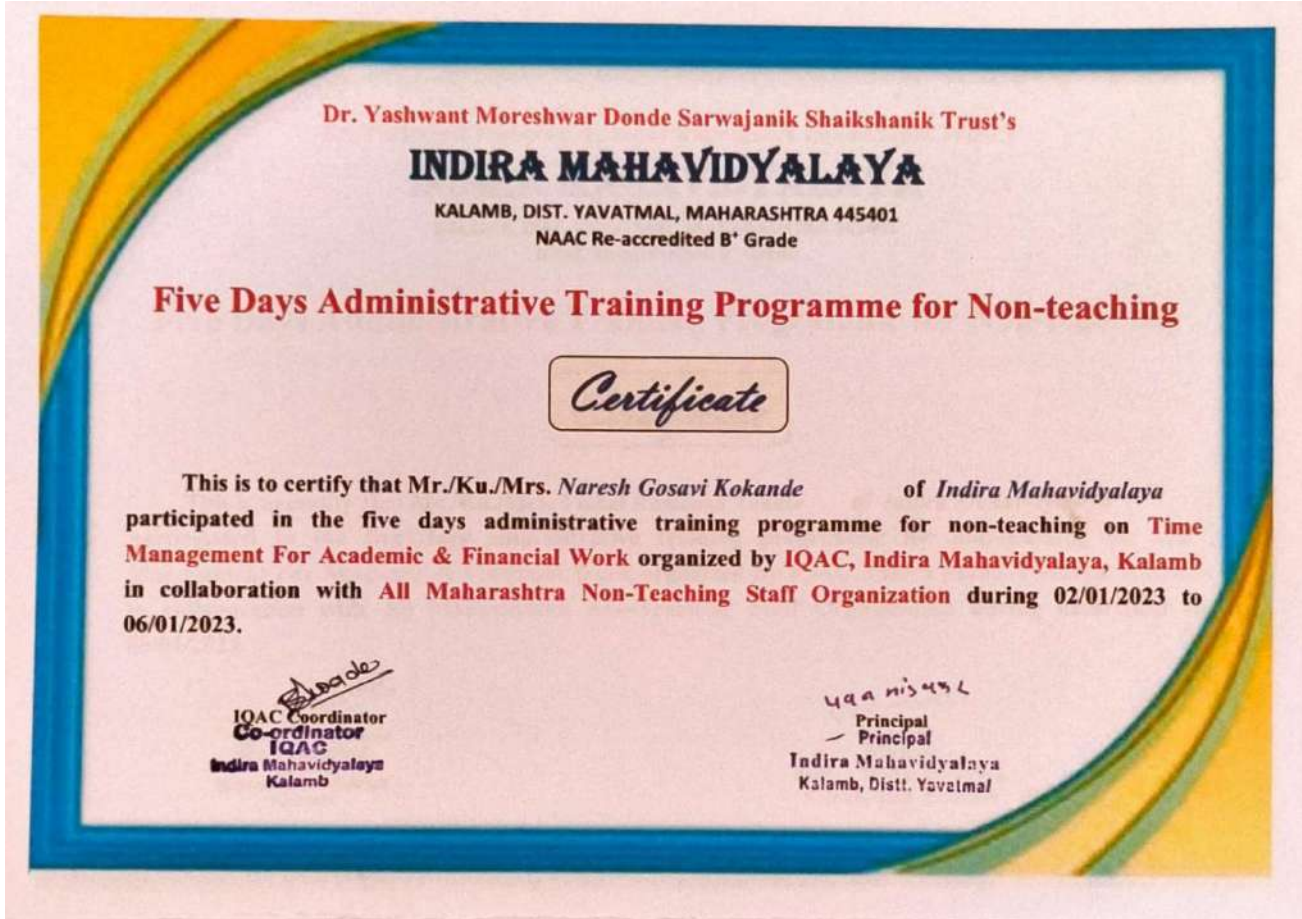 Dr. Yashwant Moreshwar Donde Sarwajanik Shaikshanik Trust's
INDIRA MAHAVIDYALAYA
KALAMB, DIST. YAVATMAL, MAHARASHTRA 445401
NAAC Re-accredited B⁺ Grade
Five Days Administrative Training Programme for Non-teaching
Certificate
This is to certify that Mr./Ku./Mrs. Naresh Gosavi Kokande of Indira Mahavidyalaya
participated in the five days administrative training programme for non-teaching on Time
Management For Academic & Financial Work organized by IQAC, Indira Mahavidyalaya, Kalamb
in collaboration with All Maharashtra Non-Teaching Staff Organization during 02/01/2023 to
06/01/2023.
IQAC Coordinator
Co-ordinator
IQAC
Indira Mahavidyalaya
Kalamb
Principal
Principal
Indira Mahavidyalaya
Kalamb, Distt. Yavatmal